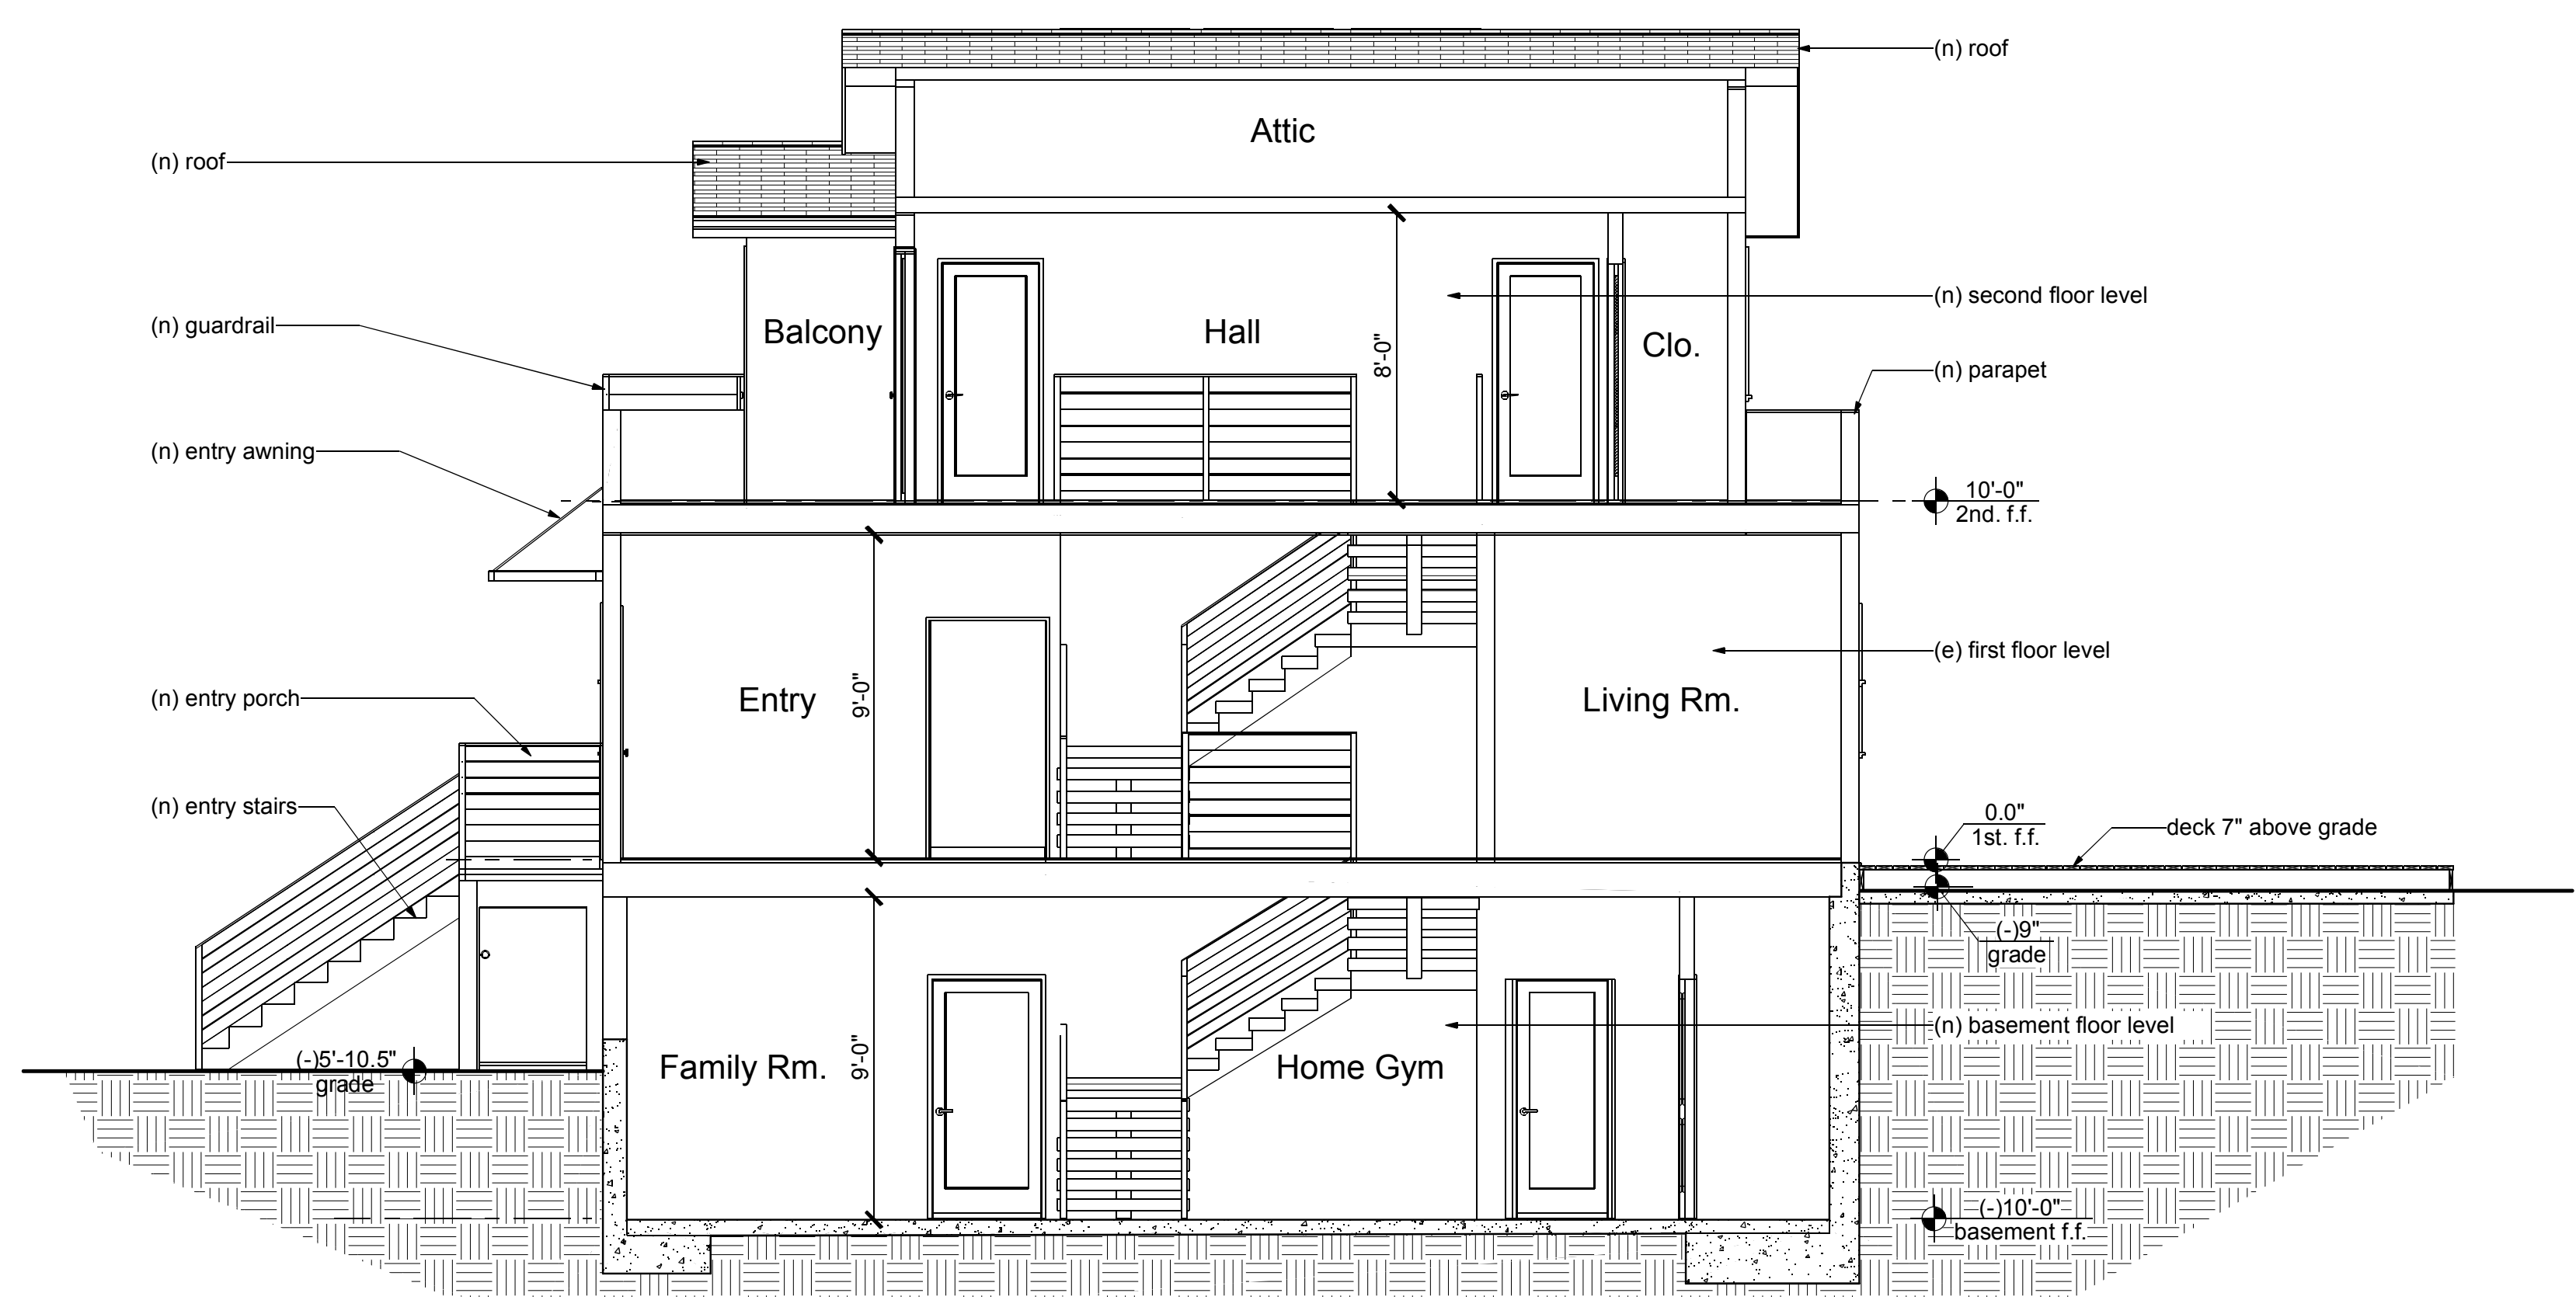 (n) roof
Attic
(n) roof
(n) second floor level
(n) guardrail
Balcony
Hall
8'-0"
Clo.
(n) parapet
(n) entry awning
10'-0"
2nd. f.f.
(e) first floor level
(n) entry porch
Entry
9'-0"
Living Rm.
(n) entry stairs
0.0"
1st. f.f.
deck 7" above grade
(-)9"
grade
(n) basement floor level
(-)5'-10.5"
grade
Family Rm.
9'-0"
Home Gym
(-)10'-0"
basement f.f.